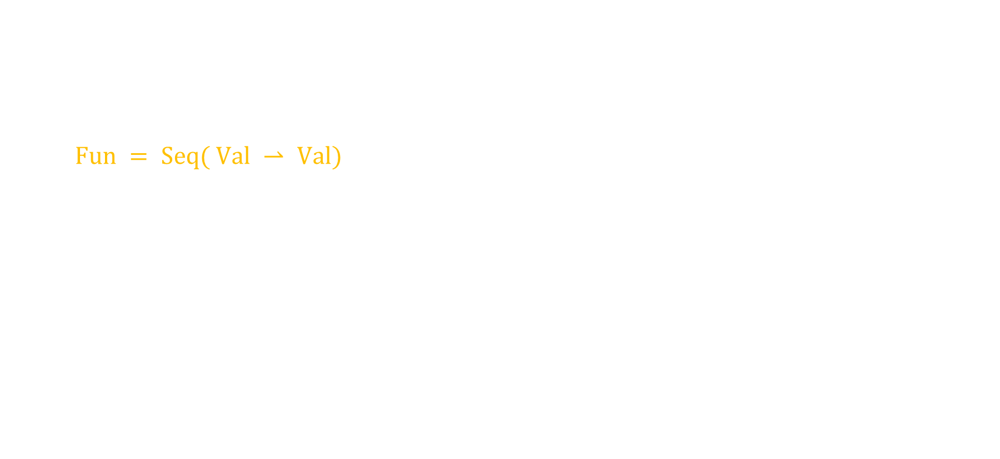 Fun = Seq( Val ⇀ Val)